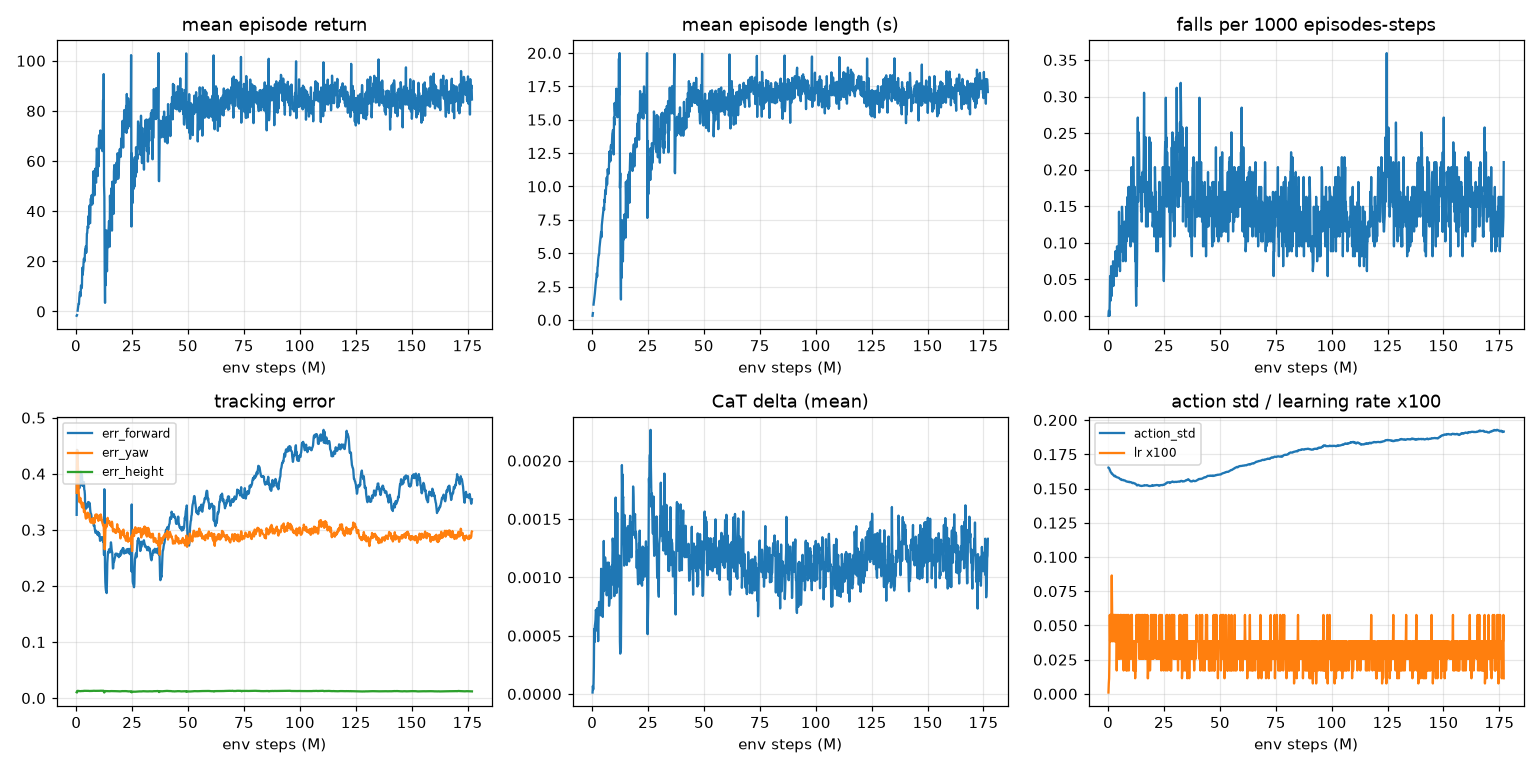 mean episode return
100
80
60
40
20
0
0 25 50 75 100 125 150 175
env steps (M)
mean episode length (s)
20.0
17.5
15.0
12.5
10.0
7.5
5.0
2.5
0.0
0 25 50 75 100 125 150 175
env steps (M)
falls per 1000 episodes-steps
0.35
0.30
0.25
0.20
0.15
0.10
0.05
0.00
0 25 50 75 100 125 150 175
env steps (M)
tracking error
err_forward
err_yaw
err_height
0.5
0.4
0.3
0.2
0.1
0.0
0 25 50 75 100 125 150 175
env steps (M)
CaT delta (mean)
0.0020
0.0015
0.0010
0.0005
0.0000
0 25 50 75 100 125 150 175
env steps (M)
action std / learning rate x100
action_std
lr x100
0.200
0.175
0.150
0.125
0.100
0.075
0.050
0.025
0.000
0 25 50 75 100 125 150 175
env steps (M)